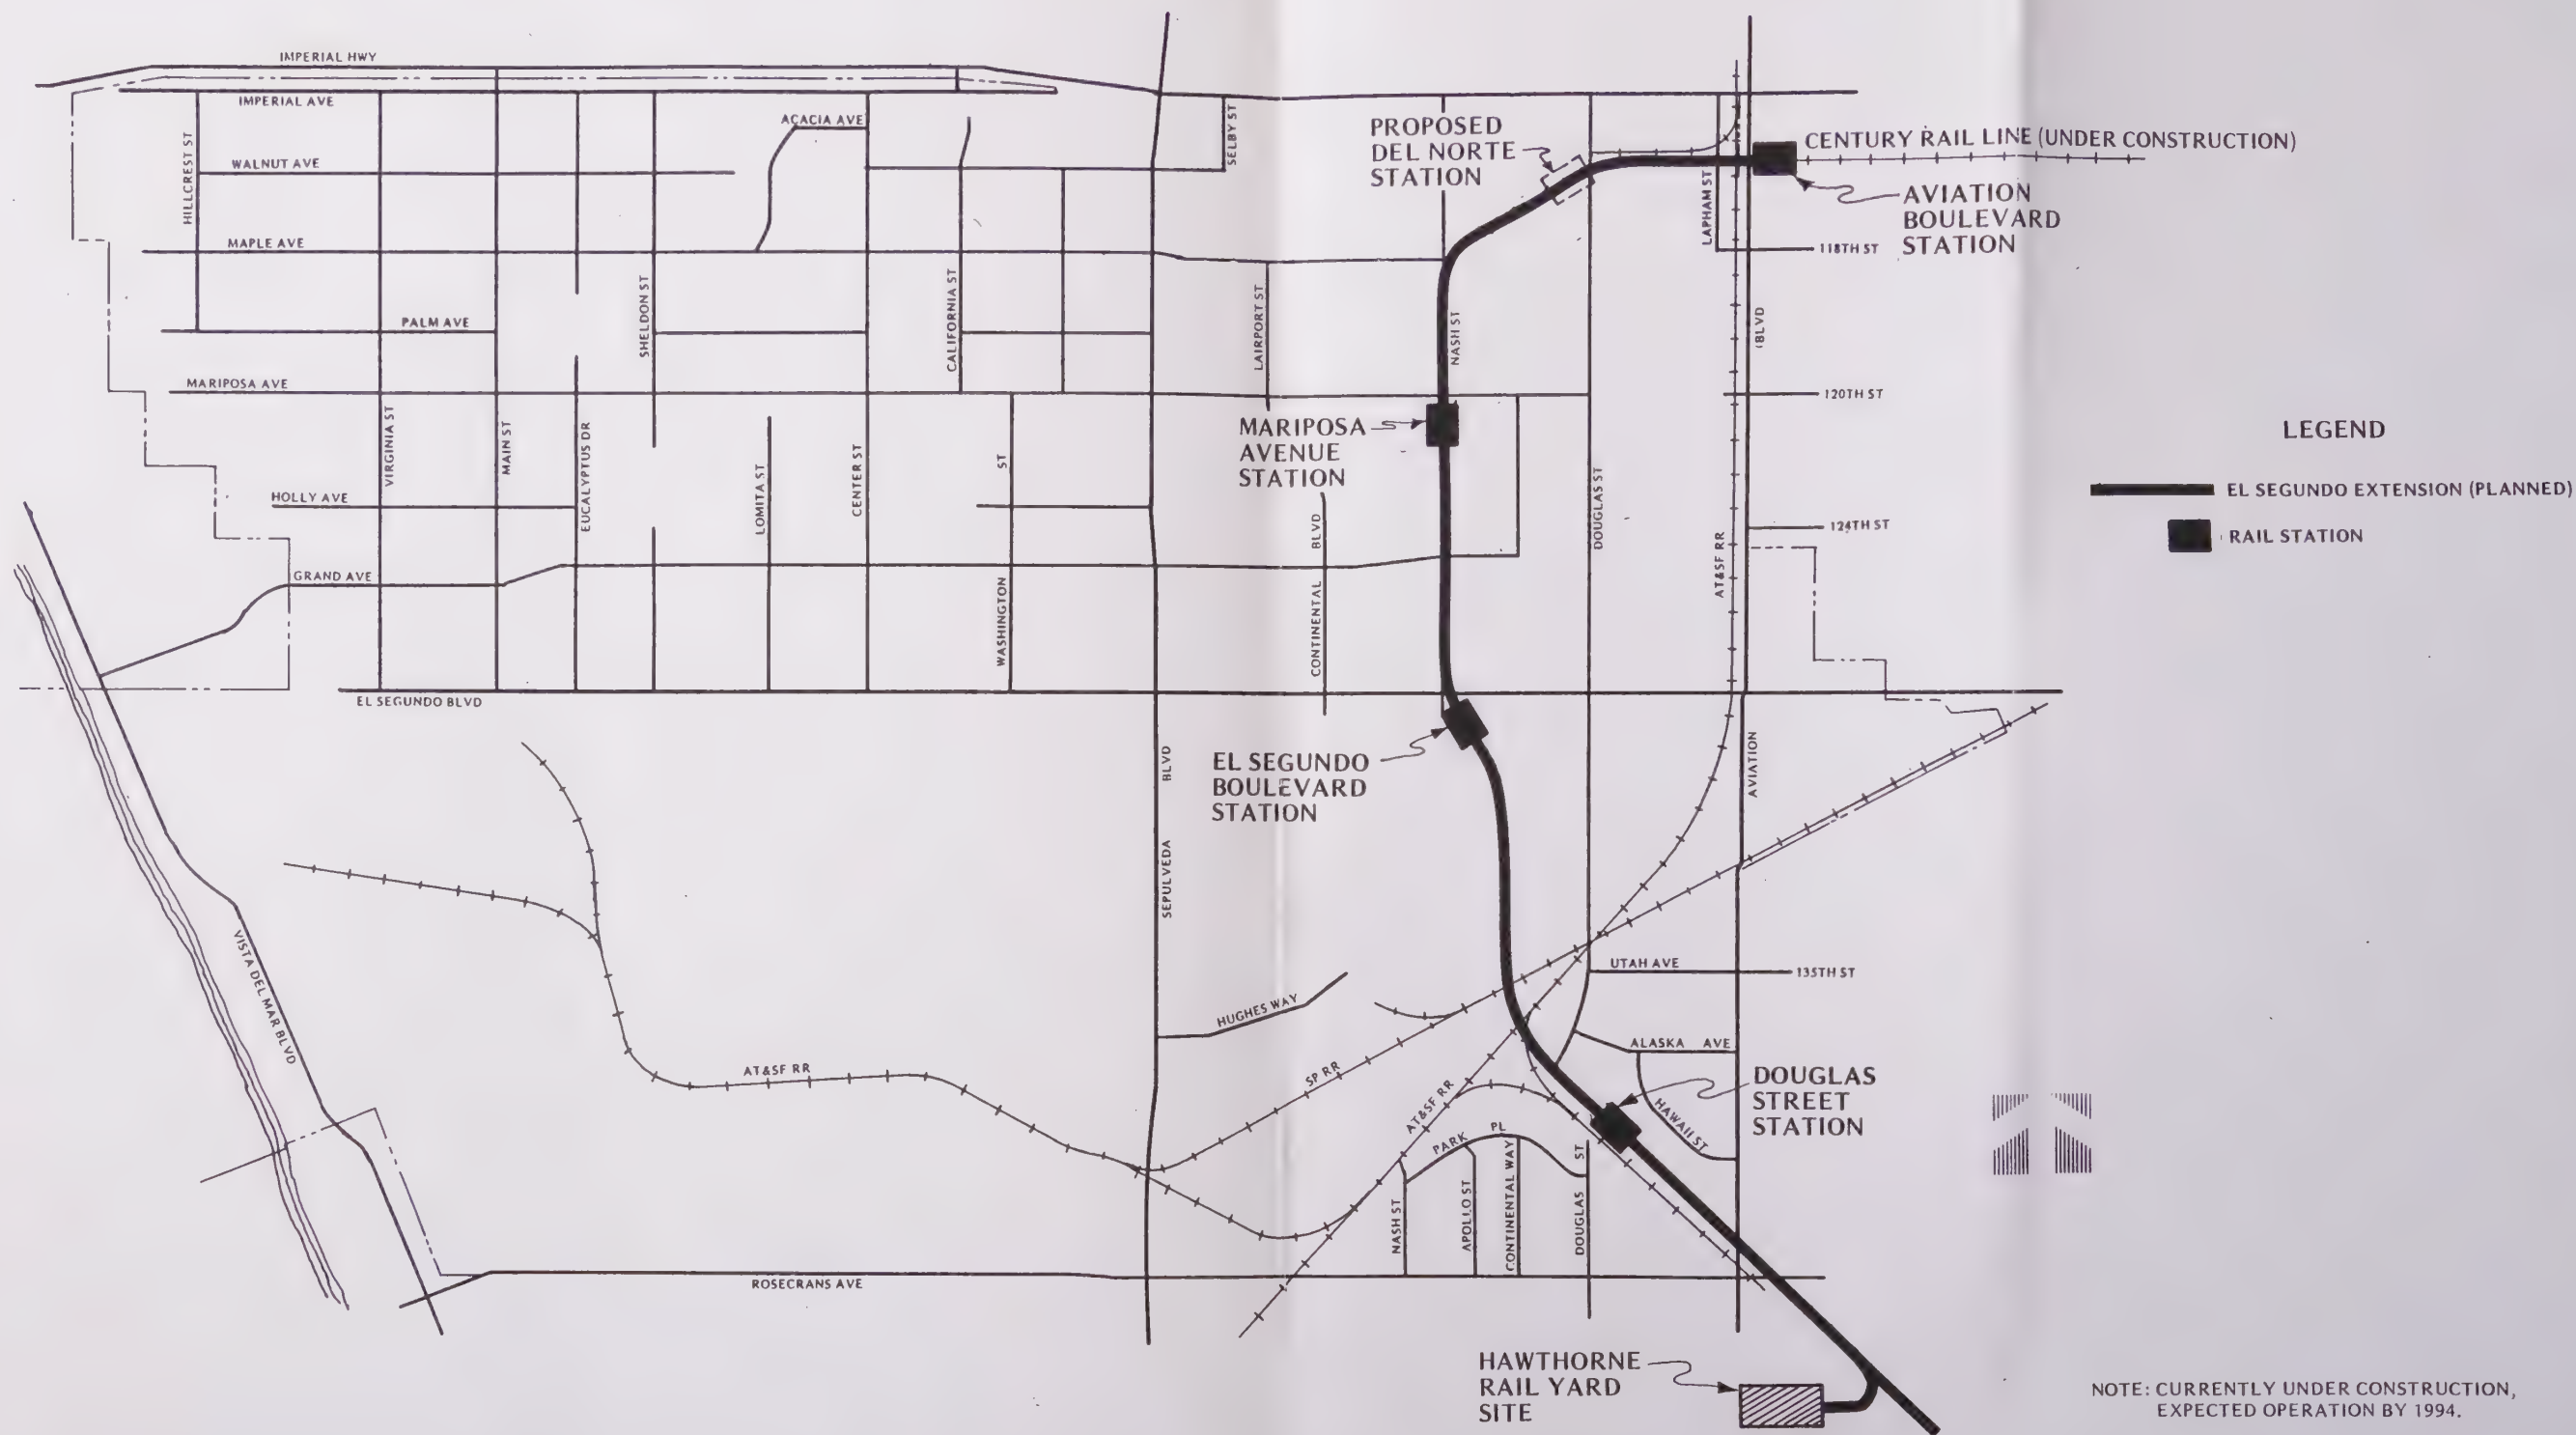 IMPERIAL HWY
IMPERIAL AVE
HILLCREST ST
WALNUT AVE
ACACIA AVE
SELBY ST
PROPOSED
DEL NORTE
STATION
CENTURY RAIL LINE (UNDER CONSTRUCTION)
AVIATION
BOULEVARD
STATION
LAPHAM ST
118TH ST
MAPLE AVE
SHELDON ST
CALIFORNIA ST
LAIRPORT ST
NASH ST
BLVD
PALM AVE
MARIPOSA AVE
120TH ST
VIRGINIA ST
MAIN ST
EUCALYPTUS DR
LOMITA ST
CENTER ST
ST
MARIPOSA
AVENUE
STATION
LEGEND
EL SEGUNDO EXTENSION (PLANNED)
RAIL STATION
HOLLY AVE
BLVD
DOUGLAS ST
124TH ST
AT&SF RR
GRAND AVE
WASHINGTON
CONTINENTAL
EL SEGUNDO BLVD
EL SEGUNDO
BOULEVARD
STATION
BLVD
AVIATION
SEPULVEDA
VISTA DEL MAR BLVD
UTAH AVE
135TH ST
HUGHES WAY
ALASKA AVE
AT&SF RR
SP RR
AT&SF RR
DOUGLAS
STREET
STATION
HAWAII ST
PARK PL
NASH ST
APOLLO ST
CONTINENTAL WAY
DOUGLAS ST
ROSECRANS AVE
HAWTHORNE
RAIL YARD
SITE
NOTE: CURRENTLY UNDER CONSTRUCTION,
EXPECTED OPERATION BY 1994.